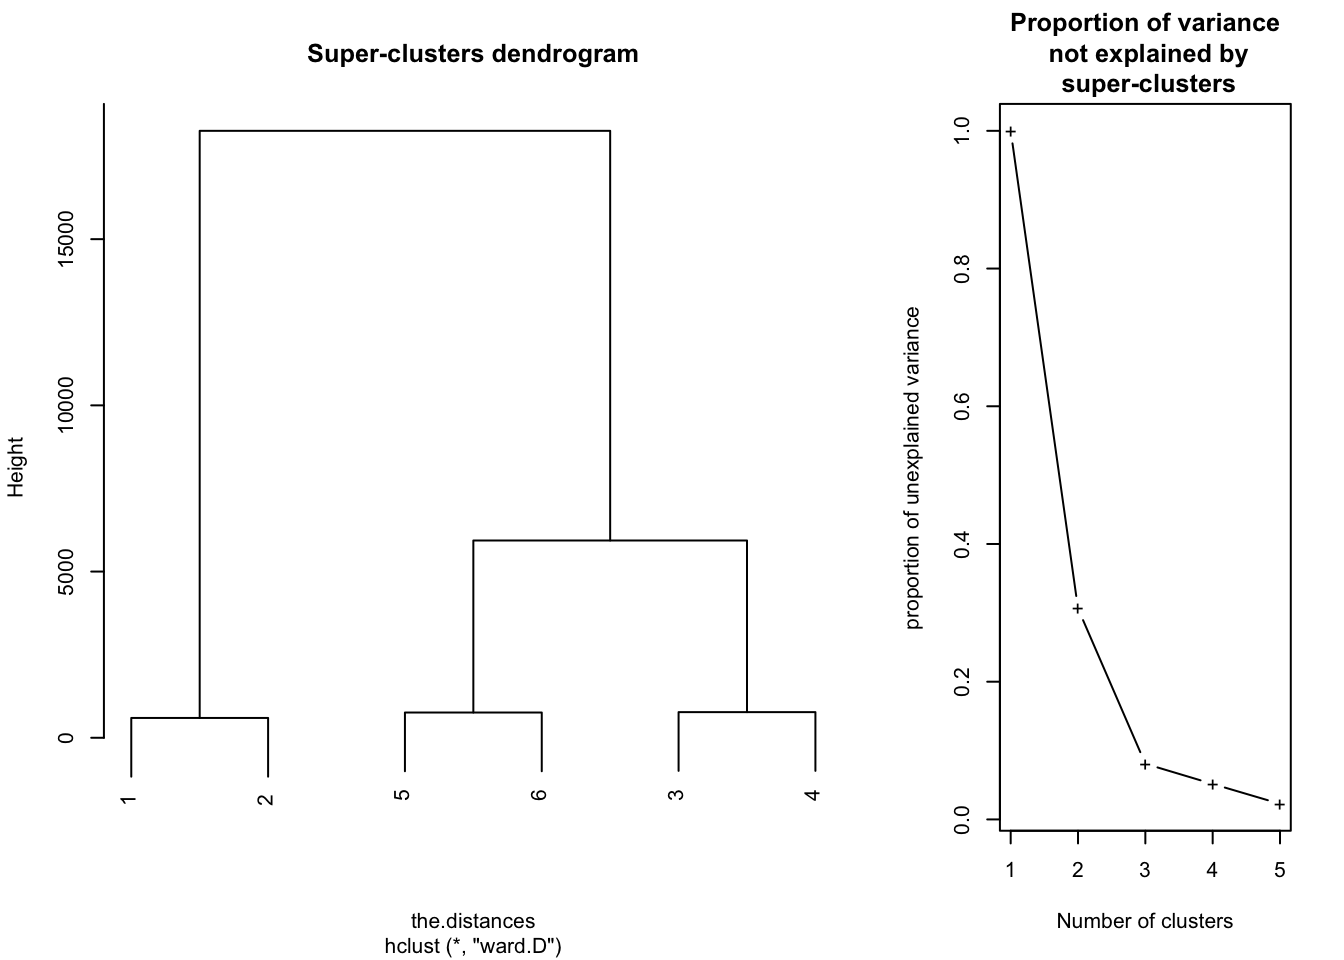 Super-clusters dendrogram
Height
15000
10000
5000
0
1
2
5
6
3
4
the.distances
hclust (*, "ward.D")
Proportion of variance
not explained by
super-clusters
proportion of unexplained variance
1.0
0.8
0.6
0.4
0.2
0.0
1
2
3
4
5
Number of clusters